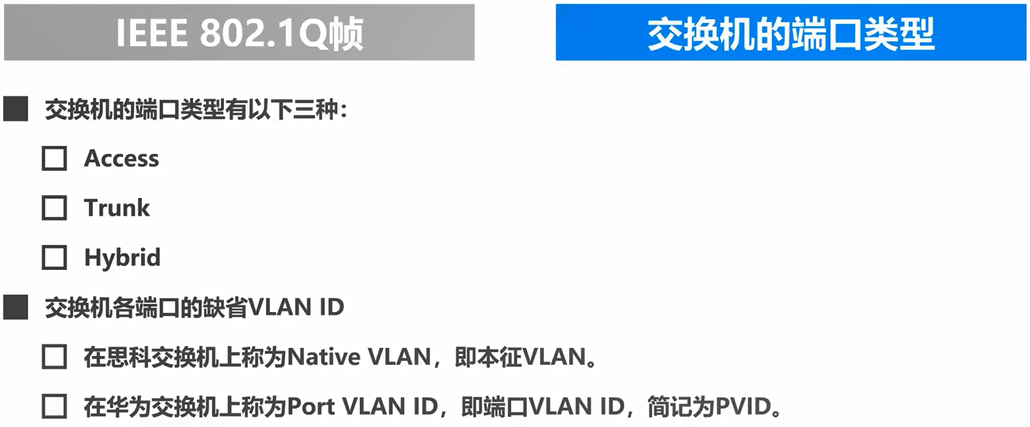 IEEE 802.1Q帧
交换机的端口类型
交换机的端口类型有以下三种：
Access
Trunk
Hybrid
交换机各端口的缺省VLAN ID
在思科交换机上称为Native VLAN，即本征VLAN。
在华为交换机上称为Port VLAN ID，即端口VLAN ID，简记为PVID。